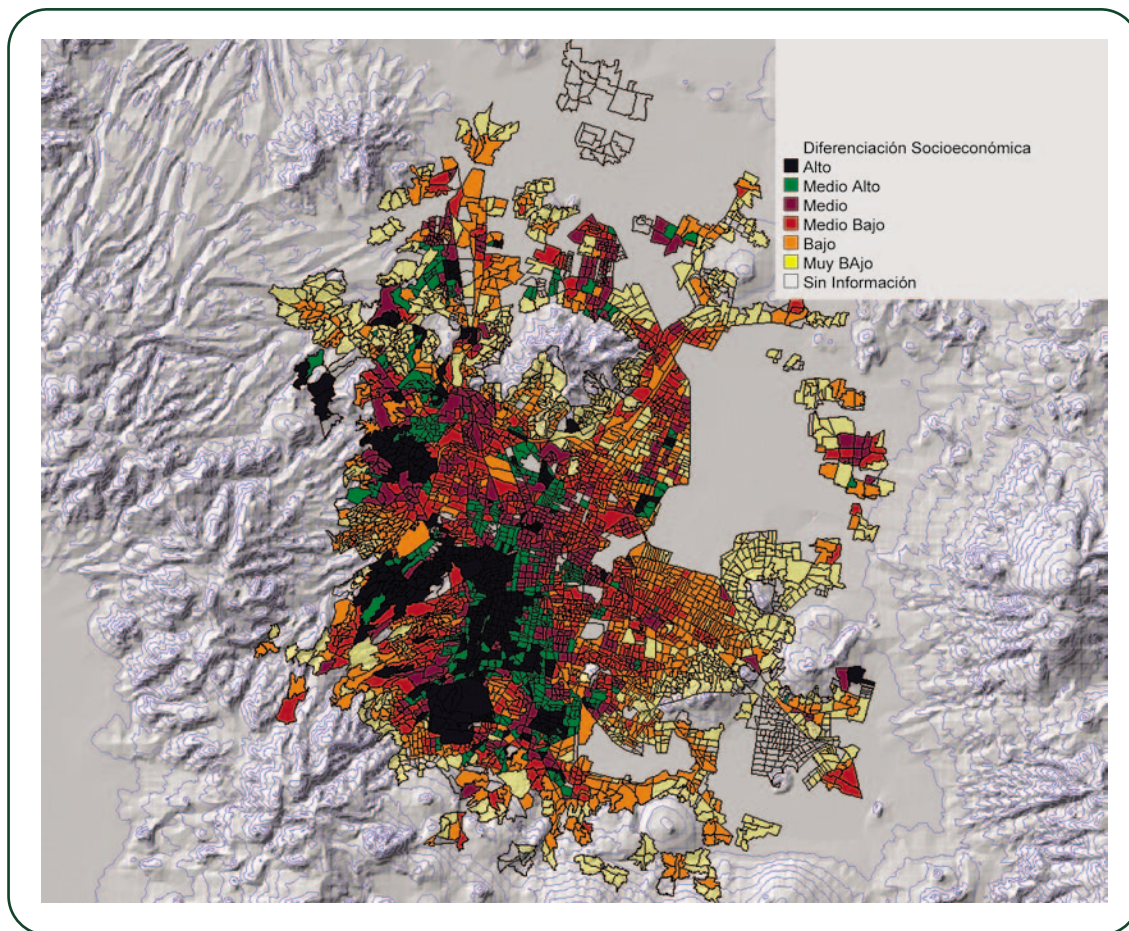 Diferenciación Socioeconómica
Alto
Medio Alto
Medio
Medio Bajo
Bajo
Muy BAjo
Sin Información